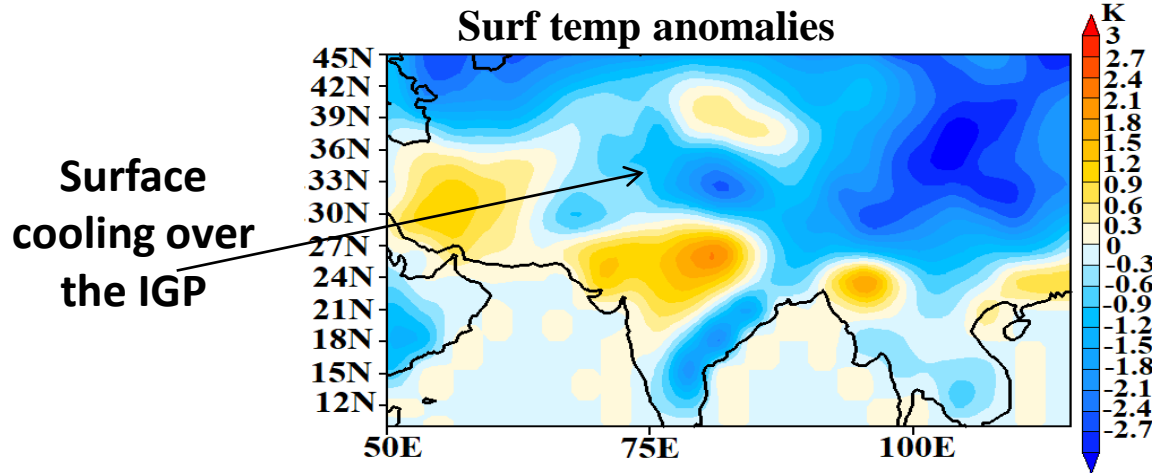 Surf temp anomalies
Surface
cooling over
the IGP
45N
42N
39N
36N
33N
30N
27N
24N
21N
18N
15N
12N
50E
75E
100E
K
3
2.7
2.4
2.1
1.8
1.5
1.2
0.9
0.6
0.3
0
-0.3
-0.6
-0.9
-1.2
-1.5
-1.8
-2.1
-2.4
-2.7